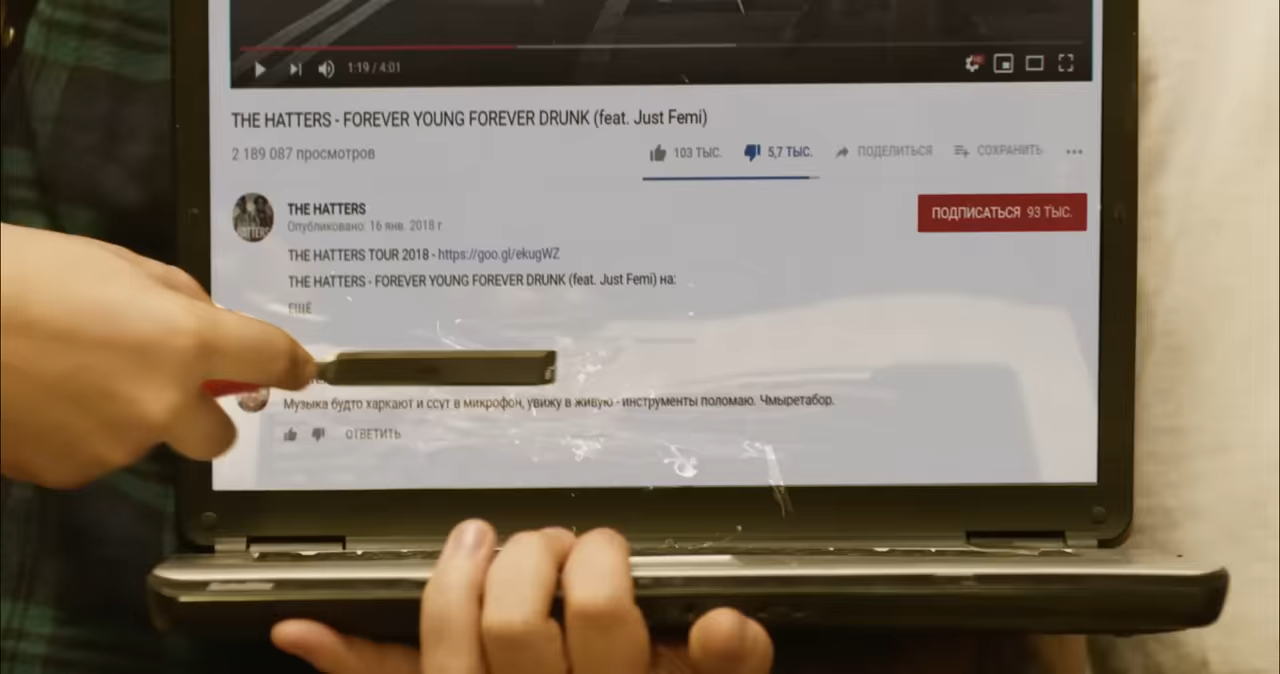 1:19 / 4:01
THE HATTERS - FOREVER YOUNG FOREVER DRUNK (feat. Just Femi)
2 189 087 просмотров
103 ТЫС. 5,7 ТЫС. ПОДЕЛИТЬСЯ СОХРАНИТЬ
THE HATTERS
Опубликовано: 16 янв. 2018 г
ПОДПИСАТЬСЯ 93 ТЫС.
THE HATTERS TOUR 2018 - https://goo.gl/ekugWZ
THE HATTERS - FOREVER YOUNG FOREVER DRUNK (feat. Just Femi) на:
ЕЩЁ
Музыка будто харкают и ссут в микрофон, увижу в живую - инструменты поломаю. Чмыретабор.
ОТВЕТИТЬ